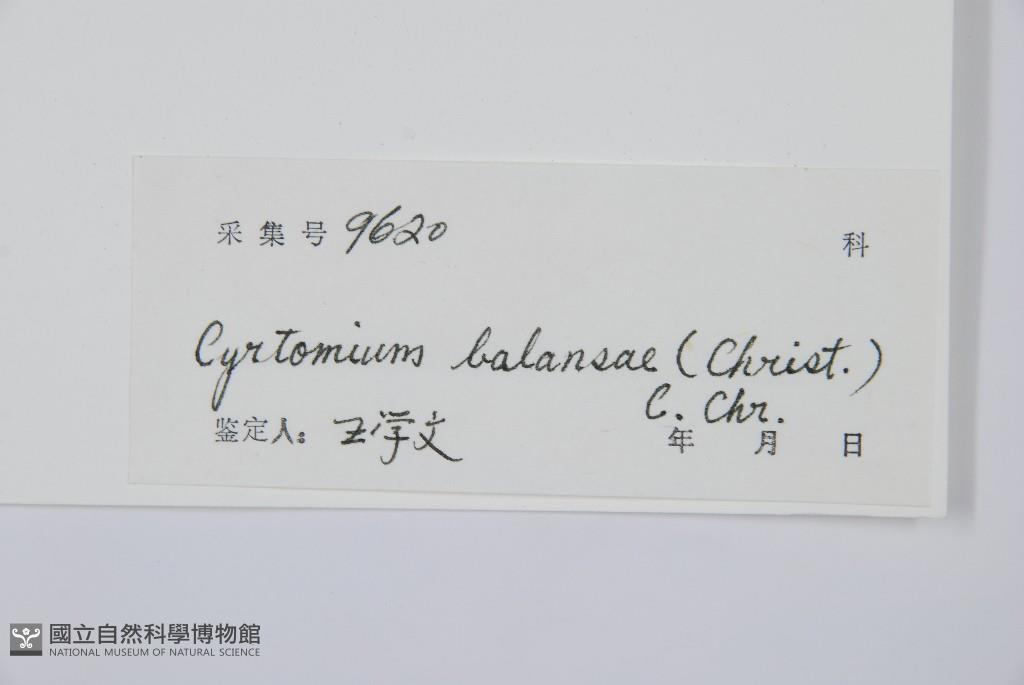 采集号 9620 科
Cyrtomium balansae (Christ.)
C. Chr.
鉴定人: 王学文 年 月 日
國立自然科學博物館
NATIONAL MUSEUM OF NATURAL SCIENCE